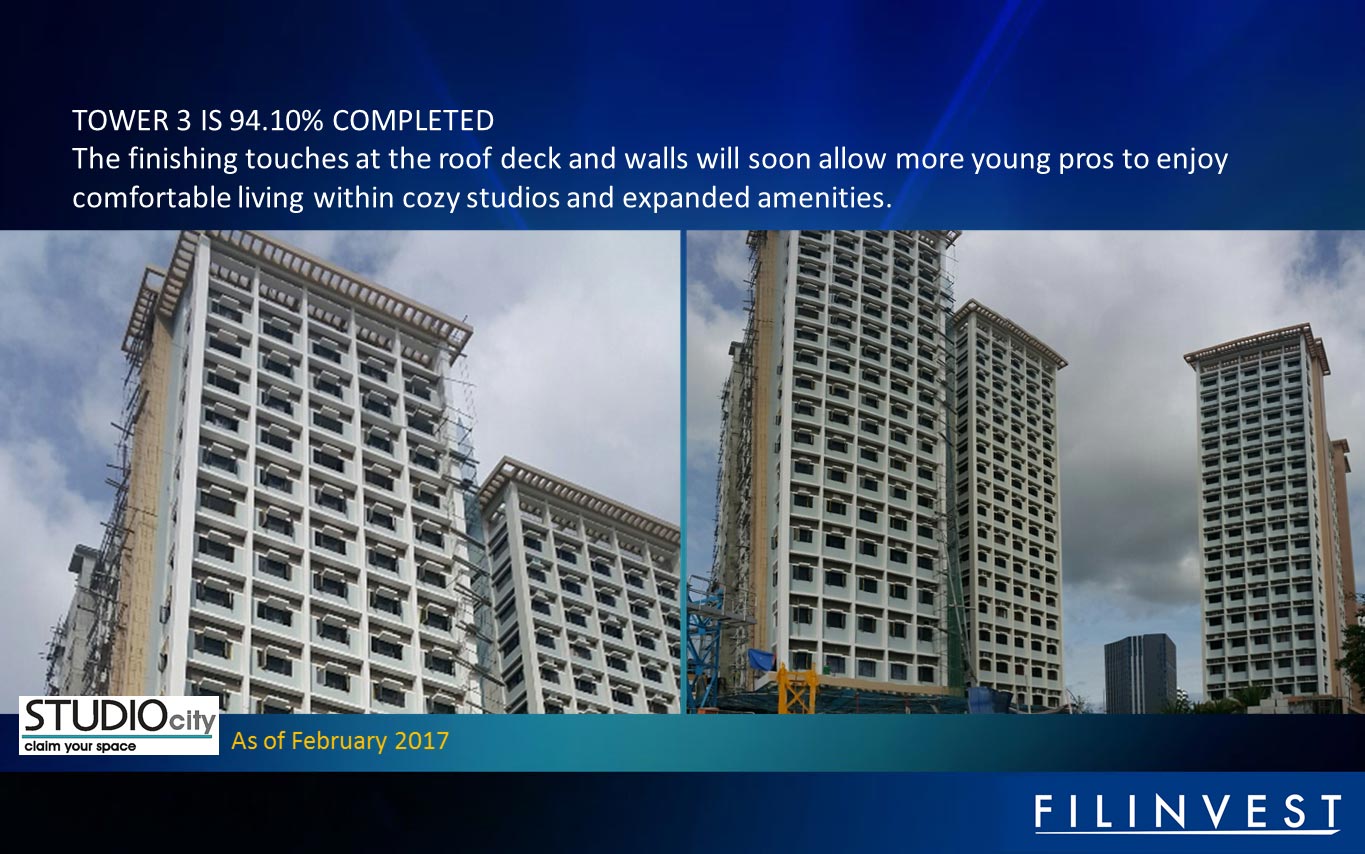 TOWER 3 IS 94.10% COMPLETED
The finishing touches at the roof deck and walls will soon allow more young pros to enjoy
comfortable living within cozy studios and expanded amenities.
STUDIOcity
claim your space
As of February 2017
FILINVEST